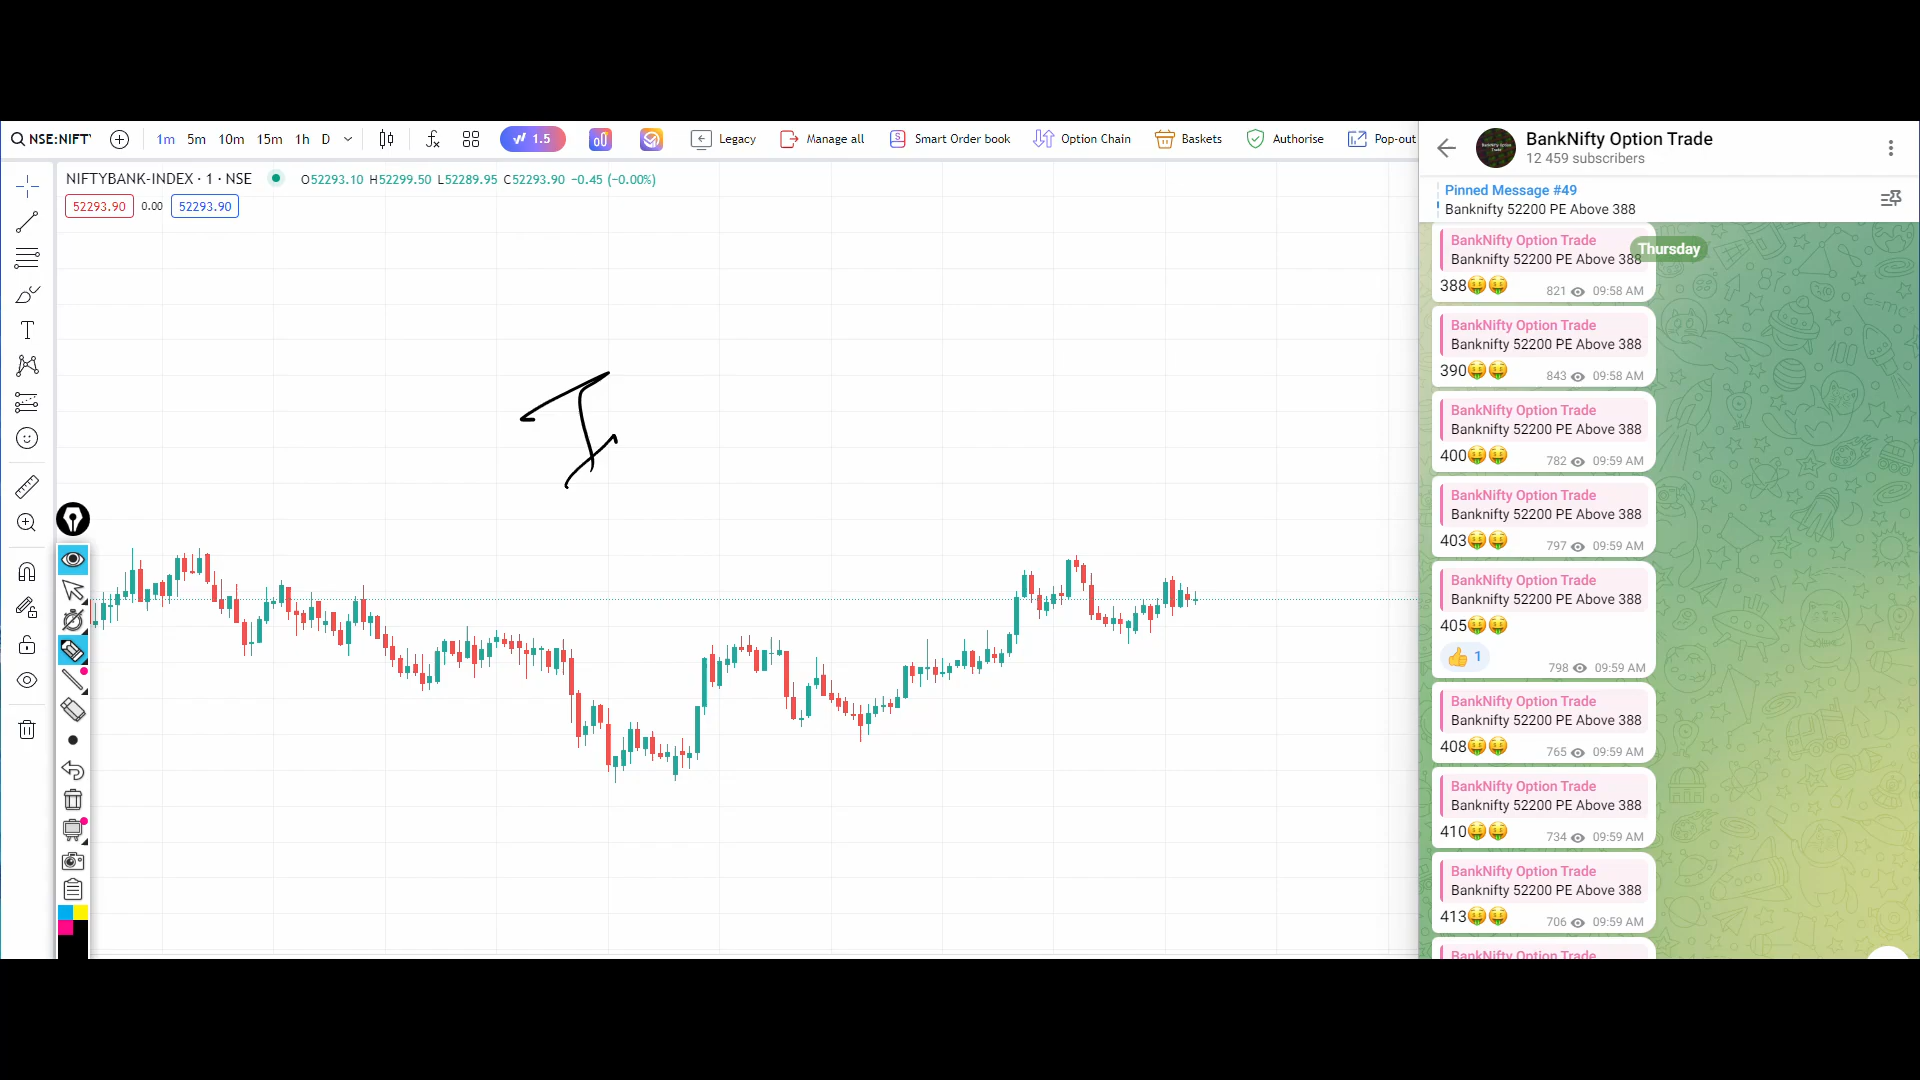 NSE:NIFTY 1m 5m 10m 15m 1h D 1.5 Legacy Manage all Smart Order book Option Chain Baskets Authorise Pop-out
NIFTYBANK-INDEX · 1 · NSE O52293.10 H52299.50 L52289.95 C52293.90 −0.45 (−0.00%)
52293.90 0.00 52293.90
I
BankNifty Option Trade
12 459 subscribers
Pinned Message #49
Banknifty 52200 PE Above 388
Thursday
BankNifty Option Trade
Banknifty 52200 PE Above 388
388🤑🤑 821 09:58 AM
BankNifty Option Trade
Banknifty 52200 PE Above 388
390🤑🤑 843 09:58 AM
BankNifty Option Trade
Banknifty 52200 PE Above 388
400🤑🤑 782 09:59 AM
BankNifty Option Trade
Banknifty 52200 PE Above 388
403🤑🤑 797 09:59 AM
BankNifty Option Trade
Banknifty 52200 PE Above 388
405🤑🤑
👍 1 798 09:59 AM
BankNifty Option Trade
Banknifty 52200 PE Above 388
408🤑🤑 765 09:59 AM
BankNifty Option Trade
Banknifty 52200 PE Above 388
410🤑🤑 734 09:59 AM
BankNifty Option Trade
Banknifty 52200 PE Above 388
413🤑🤑 706 09:59 AM
BankNifty Option Trade